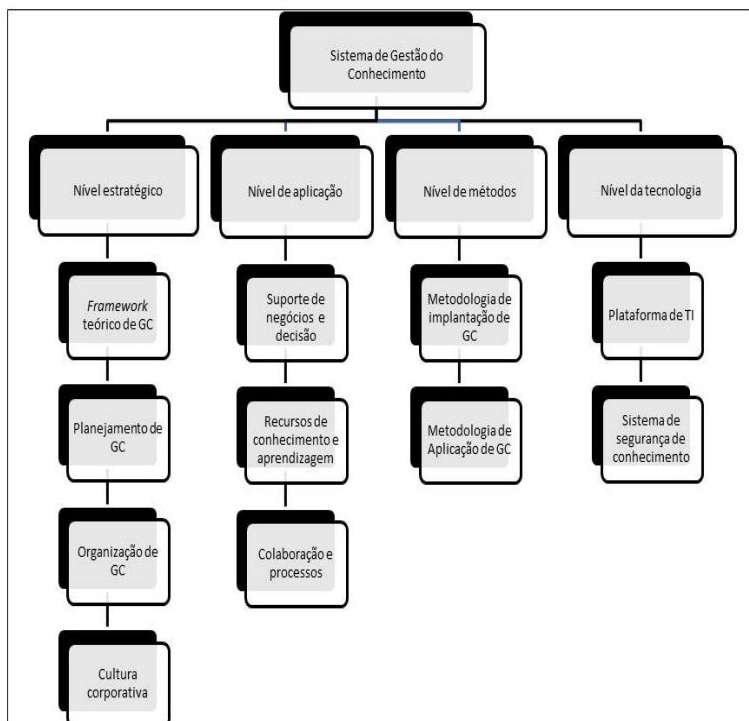 Sistema de Gestão do
Conhecimento
Nível estratégico
Nível de aplicação
Nível de métodos
Nível da tecnologia
Framework
teórico de GC
Suporte de
negócios e
decisão
Metodologia de
implantação de
GC
Plataforma de TI
Planejamento de
GC
Recursos de
conhecimento e
aprendizagem
Metodologia de
Aplicação de GC
Sistema de
segurança de
conhecimento
Organização de
GC
Colaboração e
processos
Cultura
corporativa